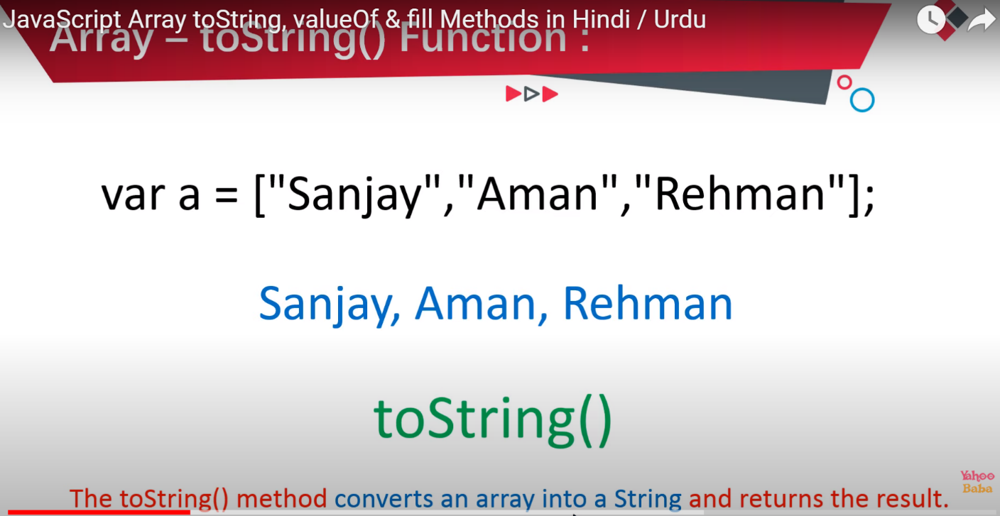 JavaScript Array toString, valueOf & fill Methods in Hindi / Urdu
Array – toString() Function :
var a = ["Sanjay","Aman","Rehman"];
Sanjay, Aman, Rehman
toString()
Yahoo
Baba
The toString() method converts an array into a String and returns the result.